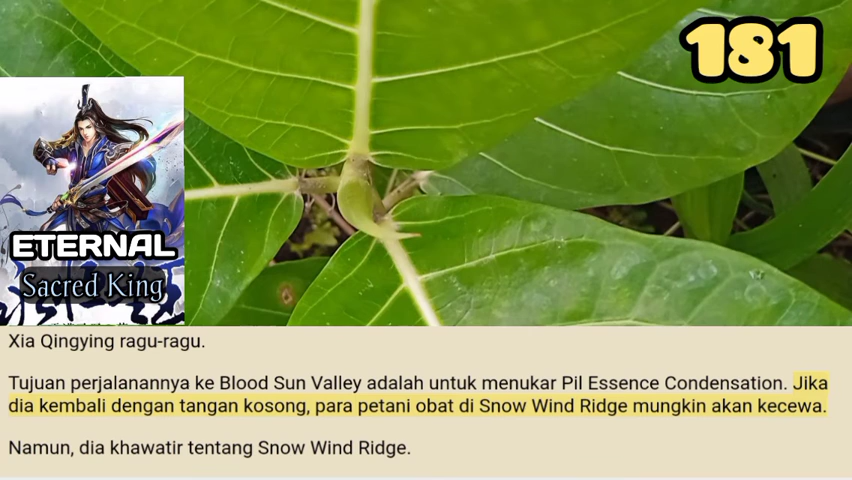 181
ETERNAL
Sacred King
Xia Qingying ragu-ragu.
Tujuan perjalanannya ke Blood Sun Valley adalah untuk menukar Pil Essence Condensation. Jika
dia kembali dengan tangan kosong, para petani obat di Snow Wind Ridge mungkin akan kecewa.
Namun, dia khawatir tentang Snow Wind Ridge.